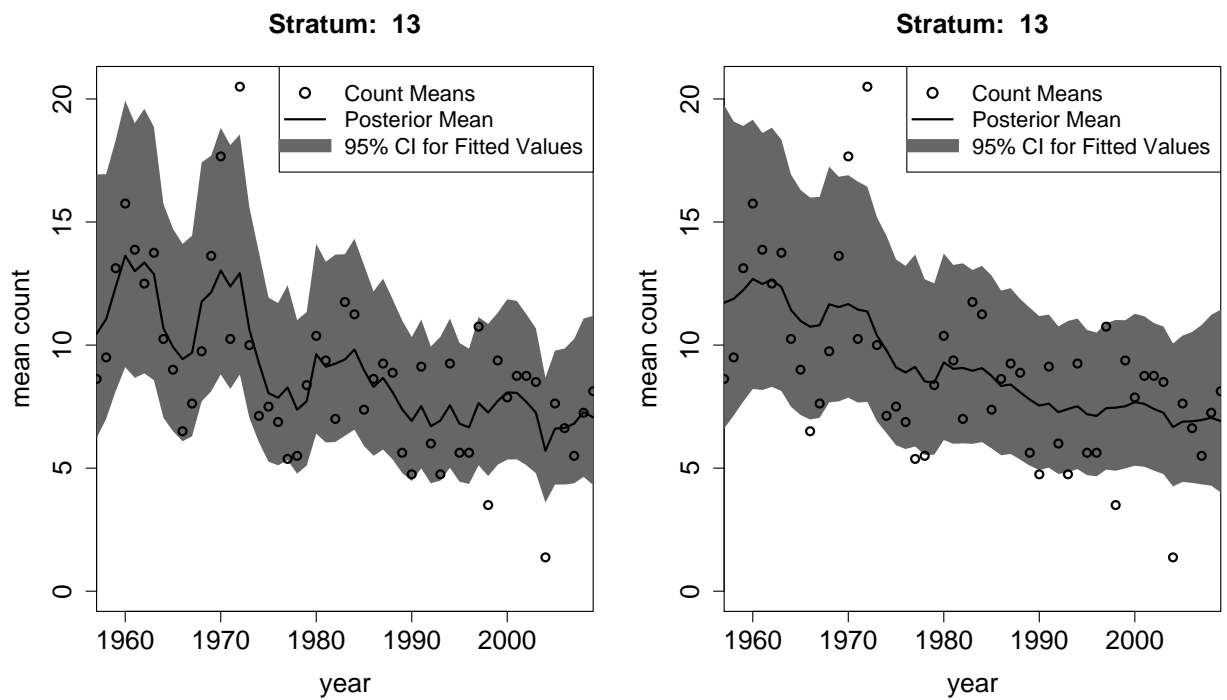 Stratum: 13
Count Means
Posterior Mean
95% CI for Fitted Values
mean count
20
15
10
5
0
1960 1970 1980 1990 2000
year
Stratum: 13
Count Means
Posterior Mean
95% CI for Fitted Values
mean count
20
15
10
5
0
1960 1970 1980 1990 2000
year